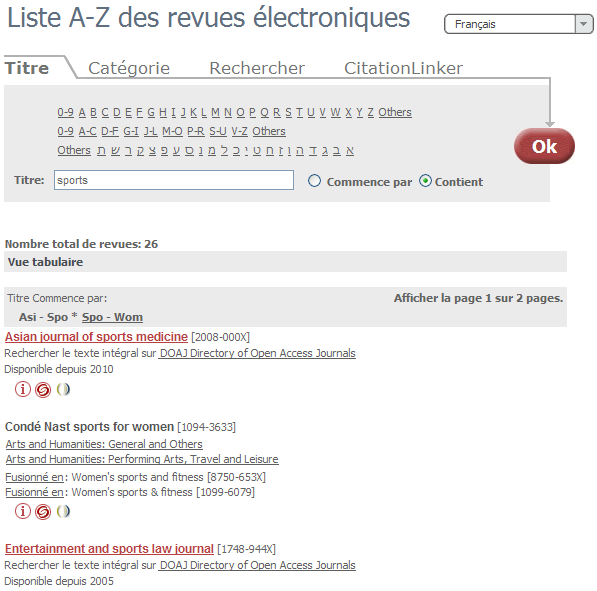 Liste A-Z des revues électroniques
Français
Titre Catégorie Rechercher CitationLinker
0-9 A B C D E F G H I J K L M N O P Q R S T U V W X Y Z Others
0-9 A-C D-F G-I J-L M-O P-R S-U V-Z Others
Others א ב ג ד ה ו ז ח ט י כ ל מ נ ס ע פ צ ק ר ש ת
Ok
Titre: sports Commence par Contient
Nombre total de revues: 26
Vue tabulaire
Titre Commence par: Afficher la page 1 sur 2 pages.
Asi - Spo * Spo - Wom
Asian journal of sports medicine [2008-000X]
Rechercher le texte intégral sur DOAJ Directory of Open Access Journals
Disponible depuis 2010
Condé Nast sports for women [1094-3633]
Arts and Humanities: General and Others
Arts and Humanities: Performing Arts, Travel and Leisure
Fusionné en: Women's sports and fitness [8750-653X]
Fusionné en: Women's sports & fitness [1099-6079]
Entertainment and sports law journal [1748-944X]
Rechercher le texte intégral sur DOAJ Directory of Open Access Journals
Disponible depuis 2005